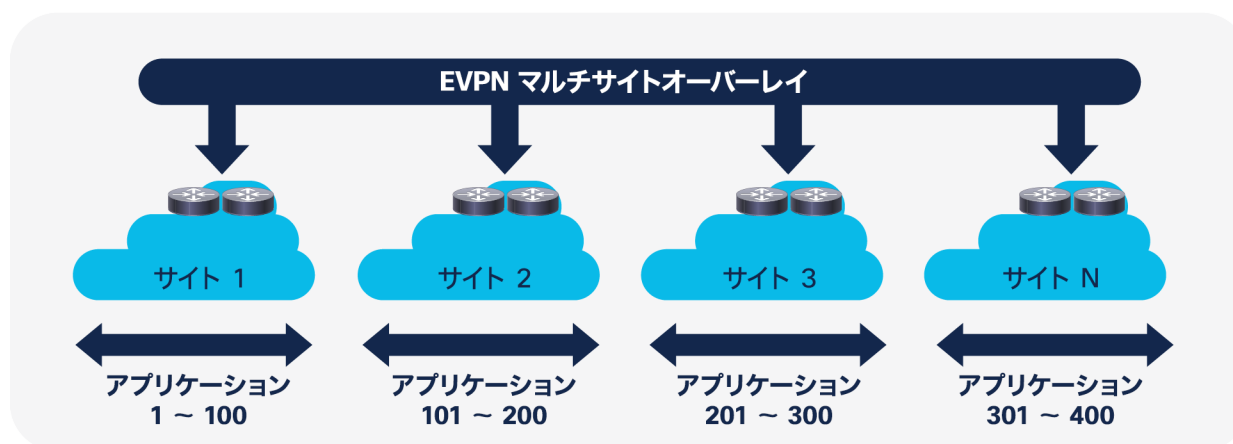 EVPN マルチサイトオーバーレイ
サイト 1
サイト 2
サイト 3
サイト N
アプリケーション
1 ～ 100
アプリケーション
101 ～ 200
アプリケーション
201 ～ 300
アプリケーション
301 ～ 400